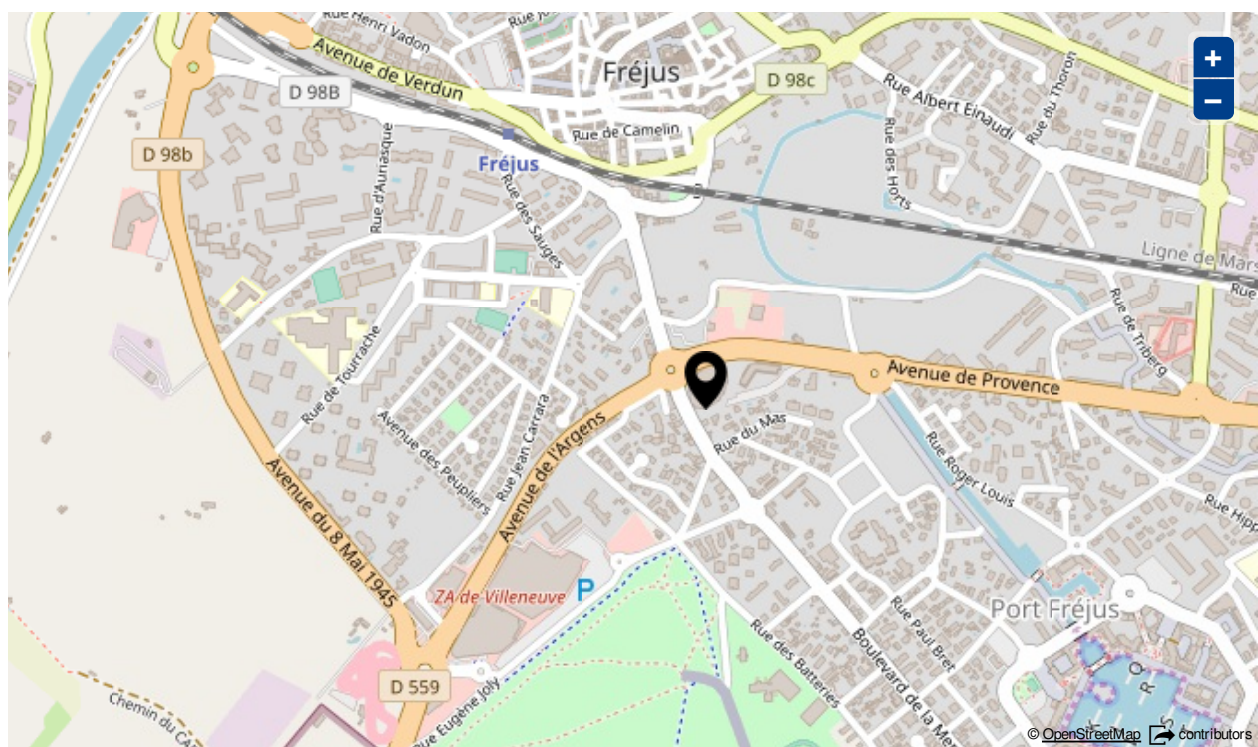 Rue Henri Vadon
Avenue de Verdun
Fréjus
D 98c
D 98B
Rue de Camelin
Rue Albert Einaudi
Rue du Thoron
+
−
D 98b
Rue d'Auriasque
Fréjus
Rue des Sauges
Rue des Horts
Ligne de Mars
Rue
Rue de Triberg
Rue de Tourrache
Avenue de Provence
Avenue des Peupliers
Rue Jean Carrara
Avenue de l'Argens
Rue du Mas
Rue Roger Louis
Rue Hipp
Avenue du 8 Mai 1945
ZA de Villeneuve
P
Port Fréjus
Rue Paul Bret
Rue des Batteries
Boulevard de la Mer
D 559
Rue Eugène Joly
Chemin du
R
Q
K
S
© OpenStreetMap contributors